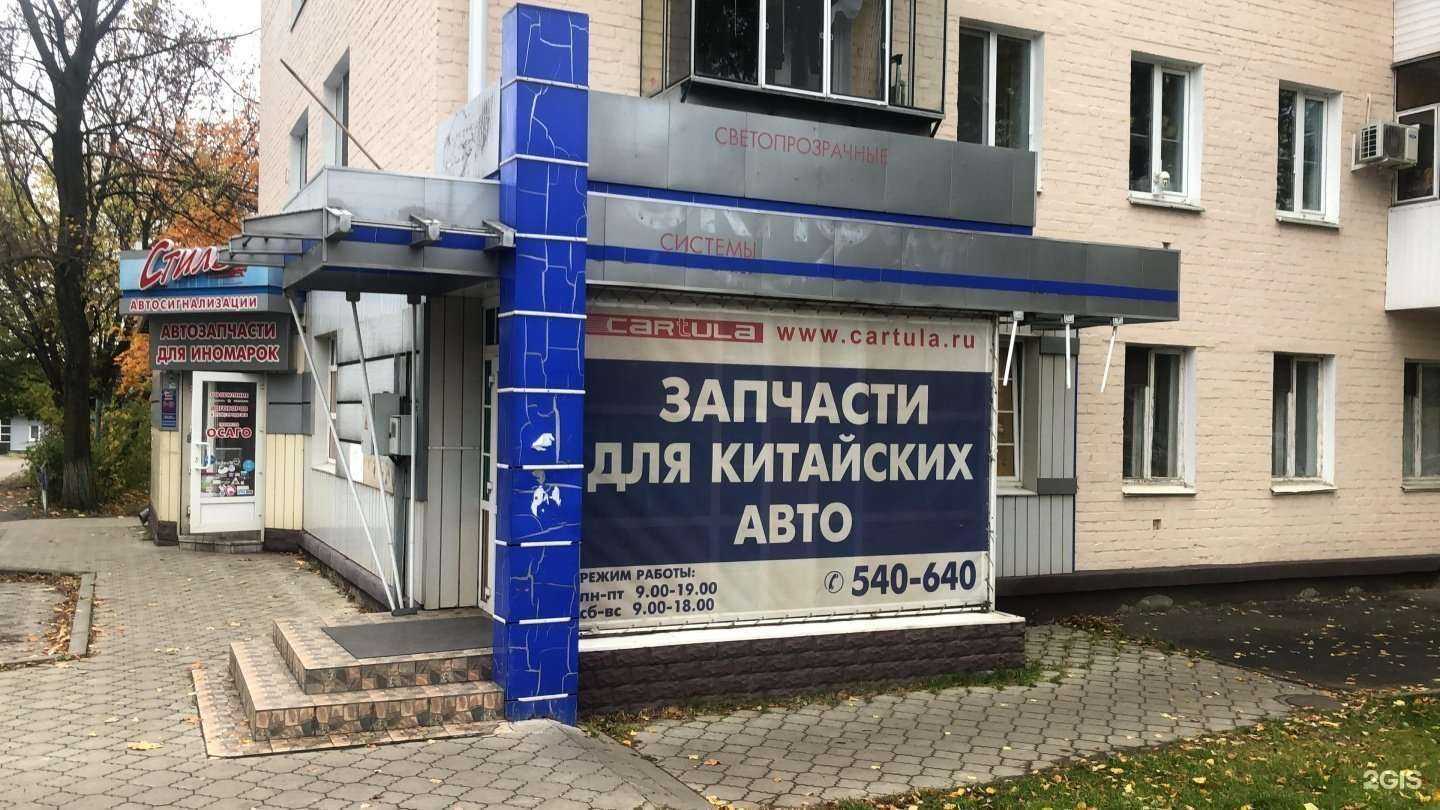 СВЕТОПРОЗРАЧНЫЕ
СИСТЕМЫ
Стиль
АВТОСИГНАЛИЗАЦИИ
АВТОЗАПЧАСТИ
ДЛЯ ИНОМАРОК
ОСАГО
CARTULA www.cartula.ru
ЗАПЧАСТИ
ДЛЯ КИТАЙСКИХ
АВТО
РЕЖИМ РАБОТЫ:
пн-пт 9.00-19.00
сб-вс 9.00-18.00
✆ 540-640
2GIS